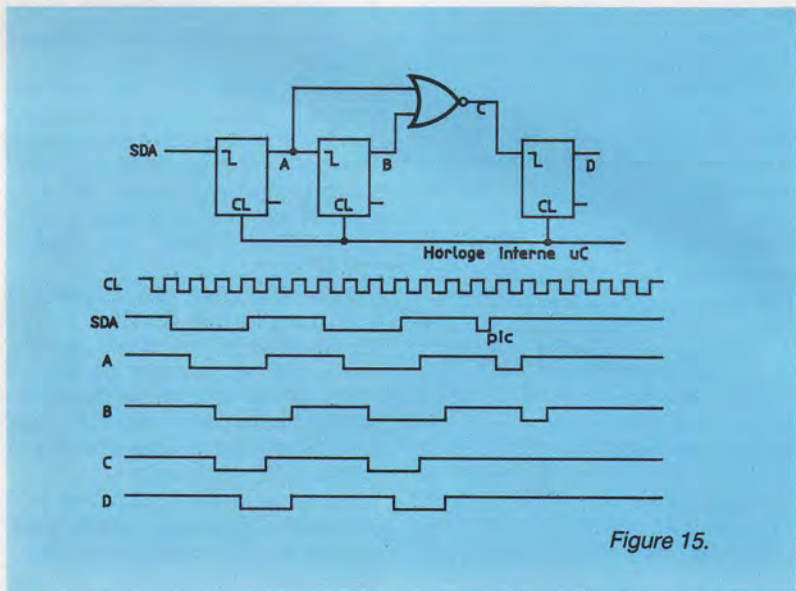 C
SDA
A
B
D
CL
CL
CL
Horloge interne uC
CL
SDA
pic
A
B
C
D
Figure 15.